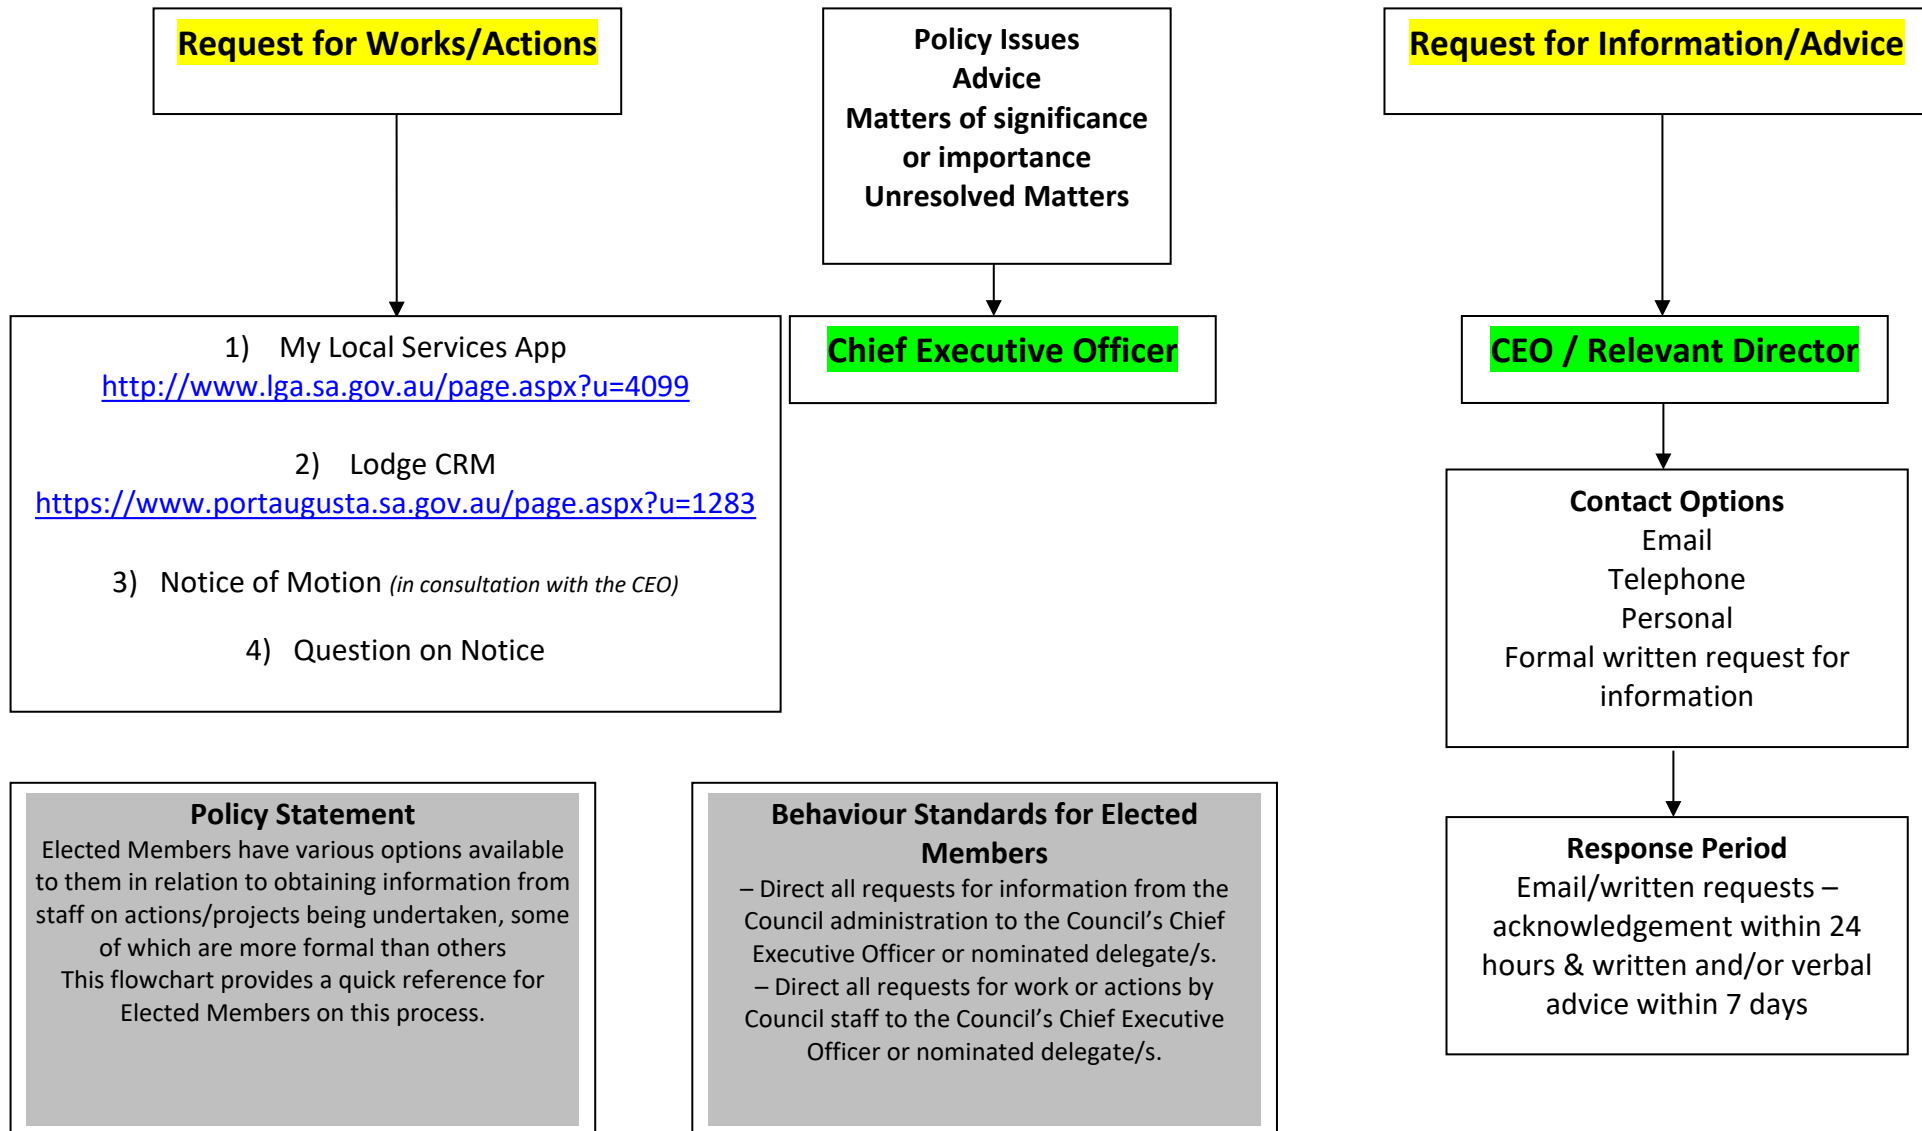 Request for Works/Actions
1) My Local Services App
http://www.lga.sa.gov.au/page.aspx?u=4099
2) Lodge CRM
https://www.portaugusta.sa.gov.au/page.aspx?u=1283
3) Notice of Motion (in consultation with the CEO)
4) Question on Notice
Policy Issues
Advice
Matters of significance
or importance
Unresolved Matters
Chief Executive Officer
Request for Information/Advice
CEO / Relevant Director
Contact Options
Email
Telephone
Personal
Formal written request for
information
Response Period
Email/written requests –
acknowledgement within 24
hours & written and/or verbal
advice within 7 days
Policy Statement
Elected Members have various options available
to them in relation to obtaining information from
staff on actions/projects being undertaken, some
of which are more formal than others
This flowchart provides a quick reference for
Elected Members on this process.
Behaviour Standards for Elected
Members
– Direct all requests for information from the
Council administration to the Council’s Chief
Executive Officer or nominated delegate/s.
– Direct all requests for work or actions by
Council staff to the Council’s Chief Executive
Officer or nominated delegate/s.